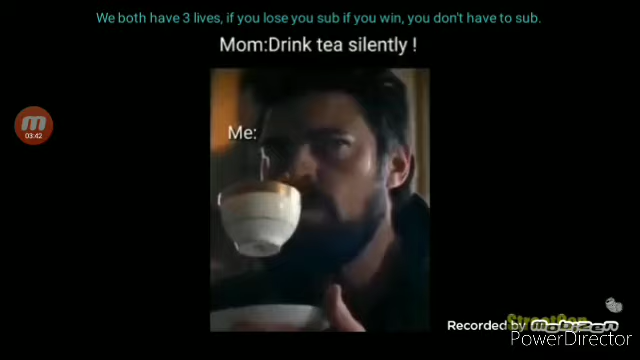 We both have 3 lives, if you lose you sub if you win, you don't have to sub.
Mom:Drink tea silently !
Me:
03:42
Recorded by mobizen
PowerDirector